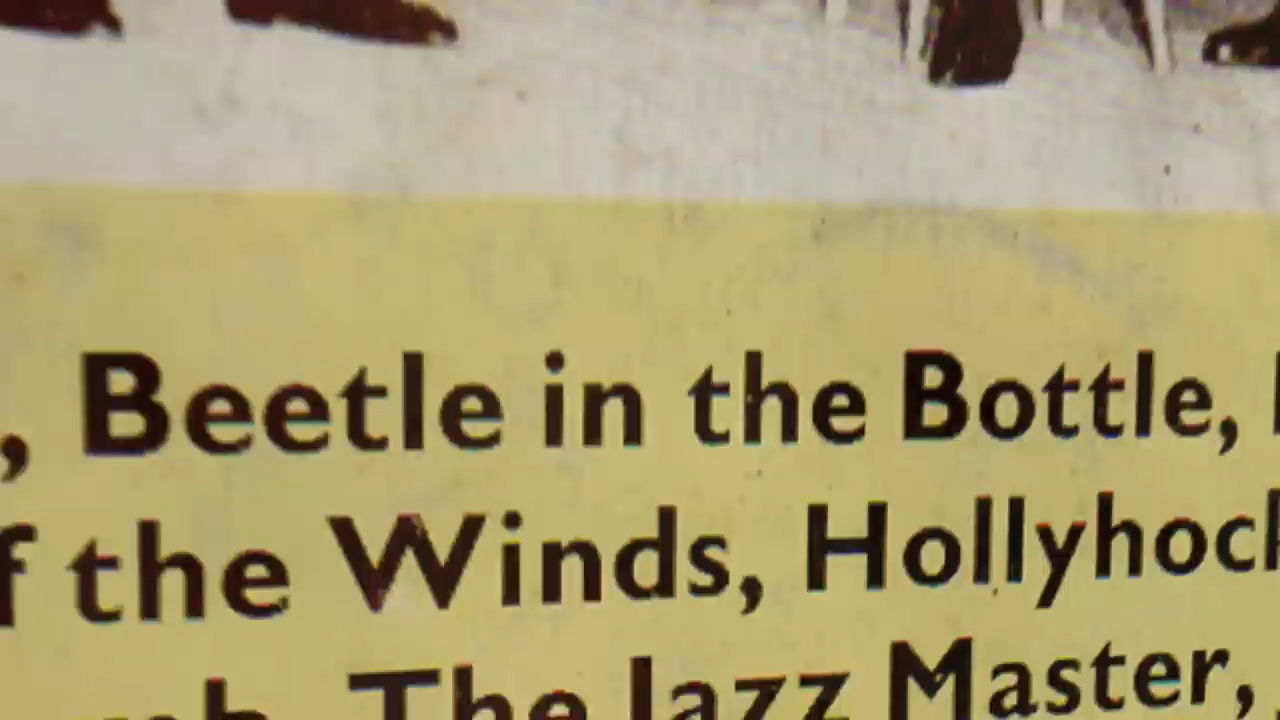 , Beetle in the Bottle,
f the Winds, Hollyhock
The Jazz Master,